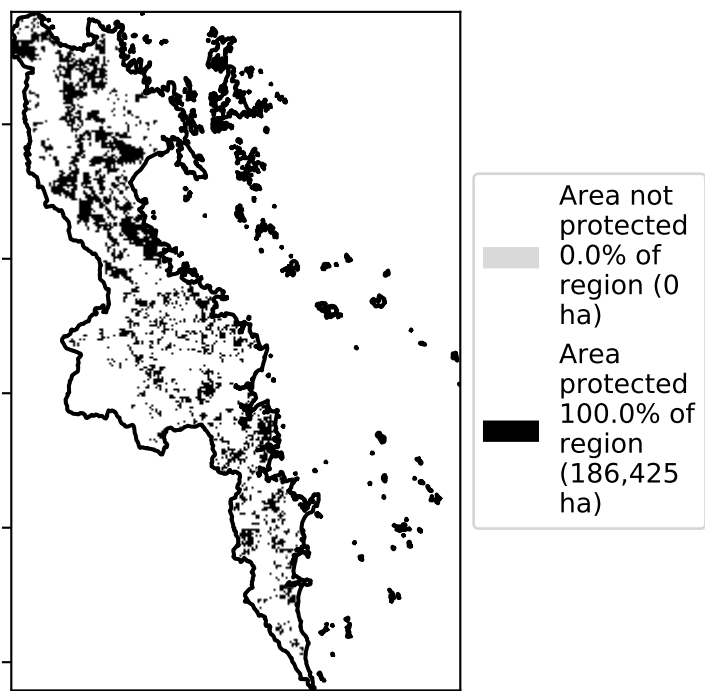 Area not
protected
0.0% of
region (0
ha)
Area
protected
100.0% of
region
(186,425
ha)